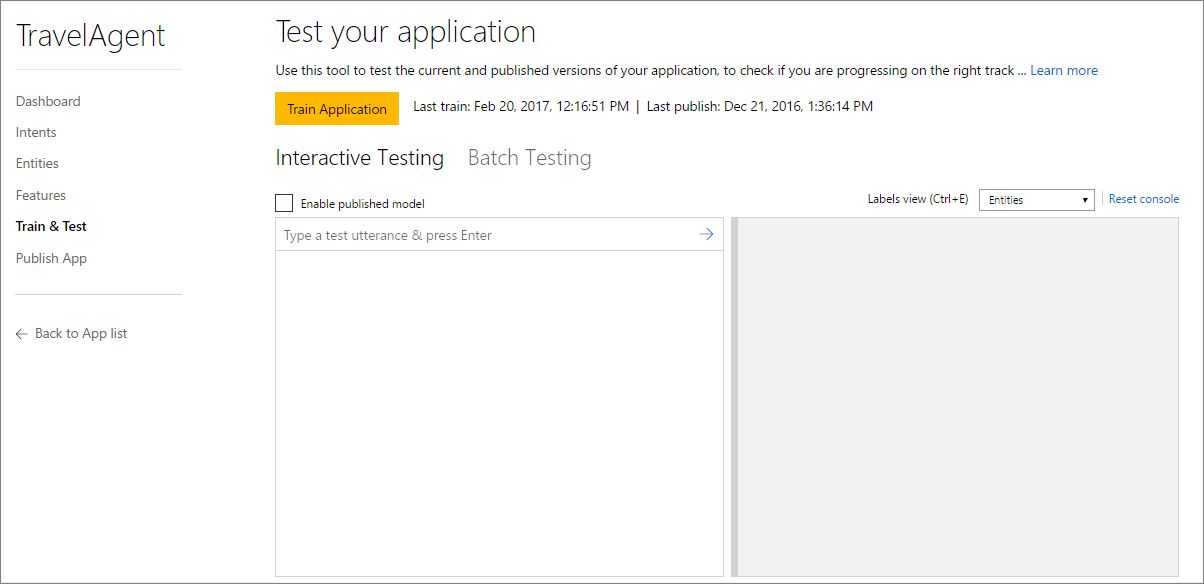 TravelAgent
Dashboard
Intents
Entities
Features
Train & Test
Publish App
← Back to App list
Test your application
Use this tool to test the current and published versions of your application, to check if you are progressing on the right track ... Learn more
Train Application Last train: Feb 20, 2017, 12:16:51 PM | Last publish: Dec 21, 2016, 1:36:14 PM
Interactive Testing Batch Testing
Enable published model
Labels view (Ctrl+E) Entities Reset console
Type a test utterance & press Enter